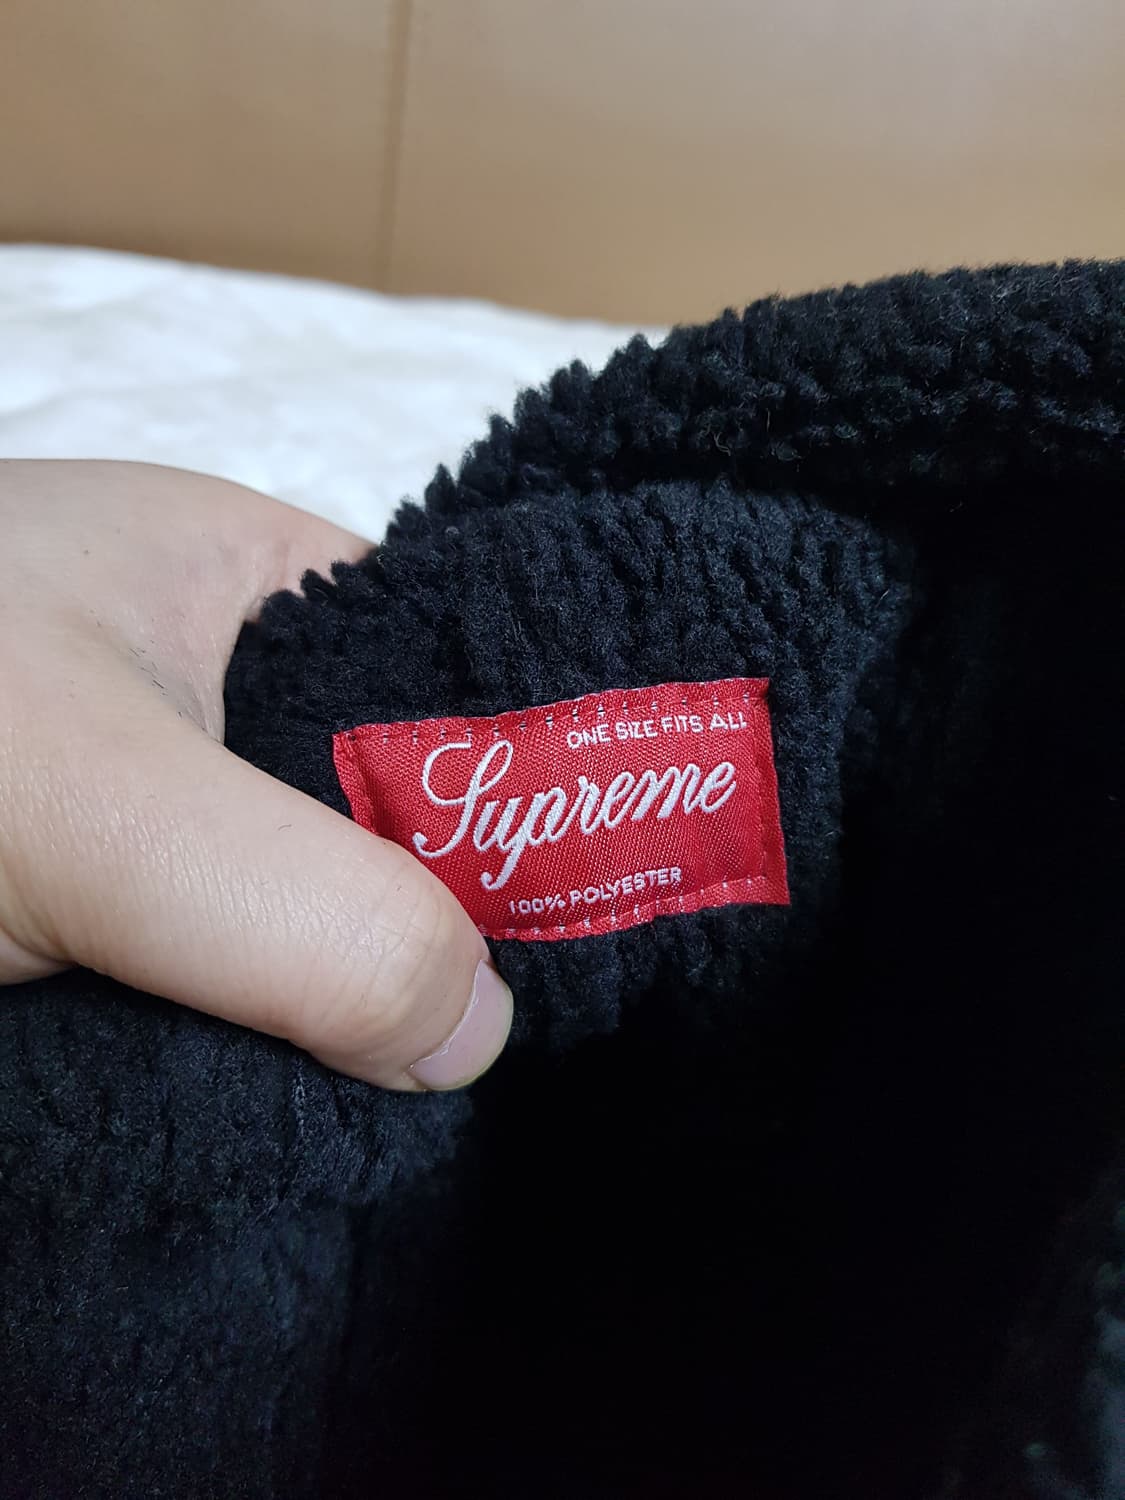 ONE SIZE FITS ALL
Supreme
100% POLYESTER